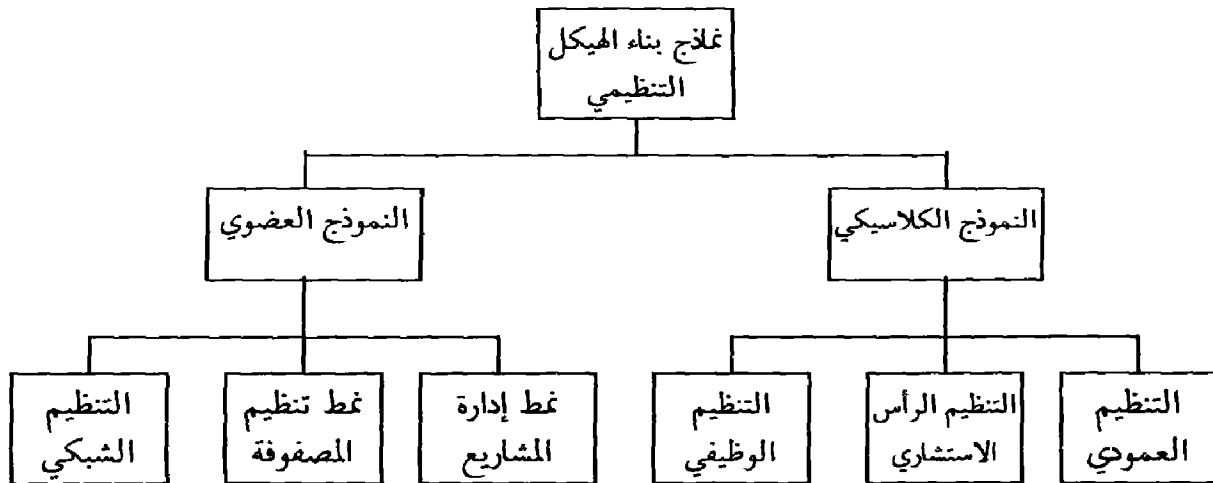 نماذج بناء الهيكل
التنظيمي
النموذج الكلاسيكي
النموذج العضوي
التنظيم
العمودي
التنظيم الرأس
الاستشاري
التنظيم
الوظيفي
نمط إدارة
المشاريع
نمط تنظيم
المصفوفة
التنظيم
الشبكي